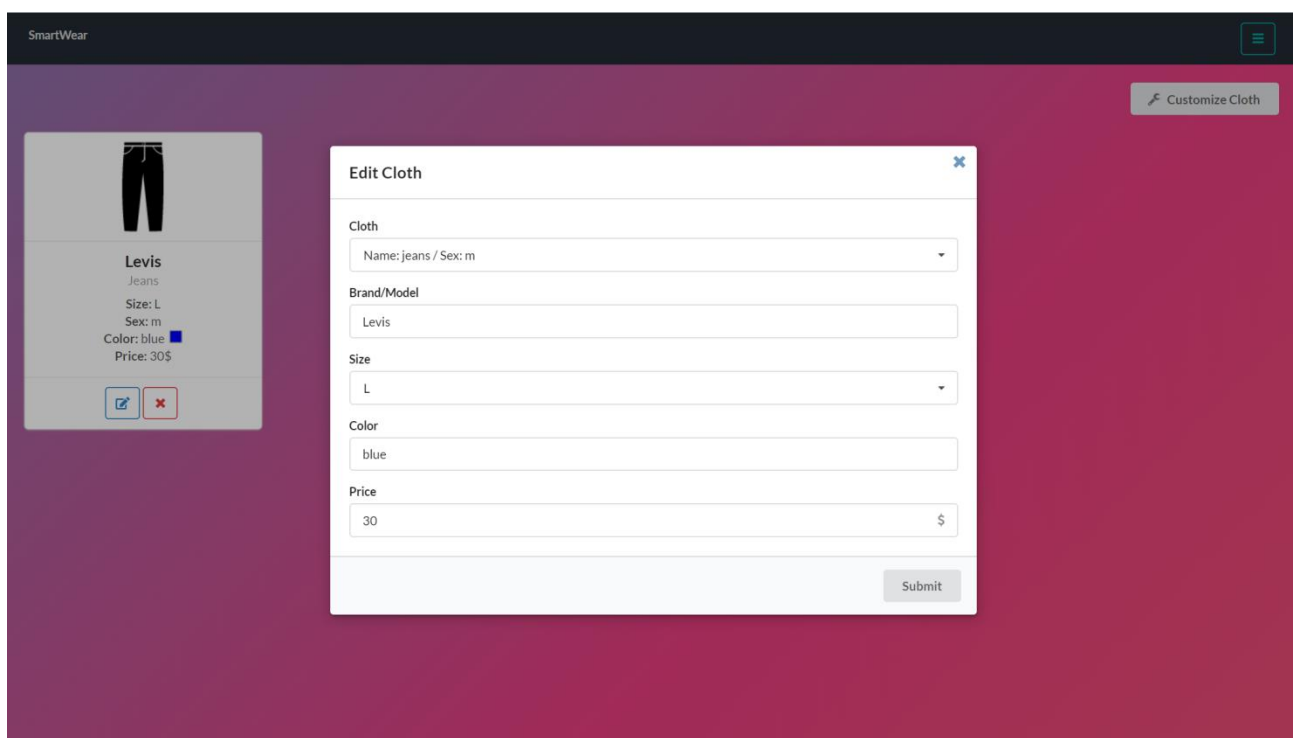 SmartWear
Customize Cloth
Levis
Jeans
Size: L
Sex: m
Color: blue
Price: 30$
Edit Cloth
Cloth
Name: jeans / Sex: m
Brand/Model
Levis
Size
L
Color
blue
Price
30 $
Submit